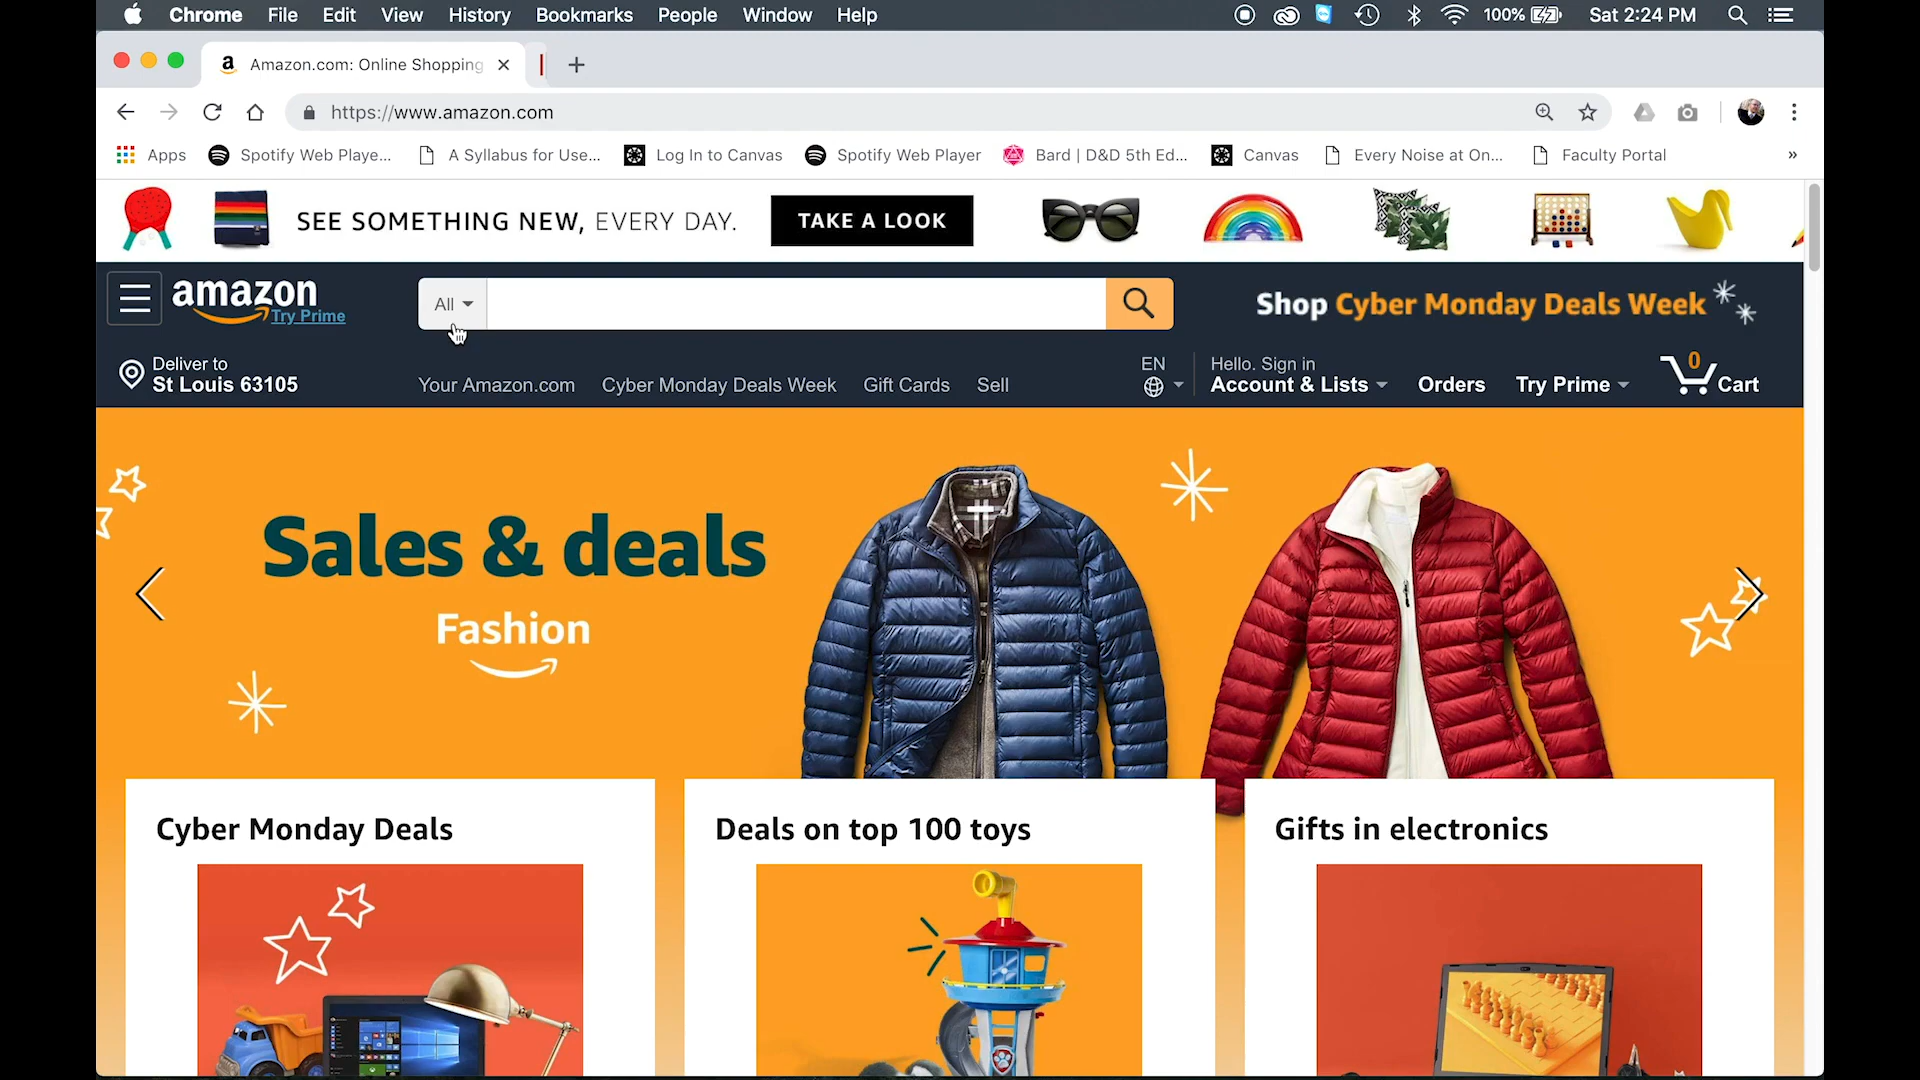 Chrome File Edit View History Bookmarks People Window Help 100% Sat 2:24 PM
a Amazon.com: Online Shopping
https://www.amazon.com
Apps Spotify Web Playe... A Syllabus for Use... Log In to Canvas Spotify Web Player Bard | D&D 5th Ed... Canvas Every Noise at On... Faculty Portal »
SEE SOMETHING NEW, EVERY DAY. TAKE A LOOK
amazon All Shop Cyber Monday Deals Week
Try Prime
Deliver to EN Hello. Sign in 0
St Louis 63105 Your Amazon.com Cyber Monday Deals Week Gift Cards Sell Account & Lists Orders Try Prime Cart
Sales & deals
Fashion
Cyber Monday Deals Deals on top 100 toys Gifts in electronics